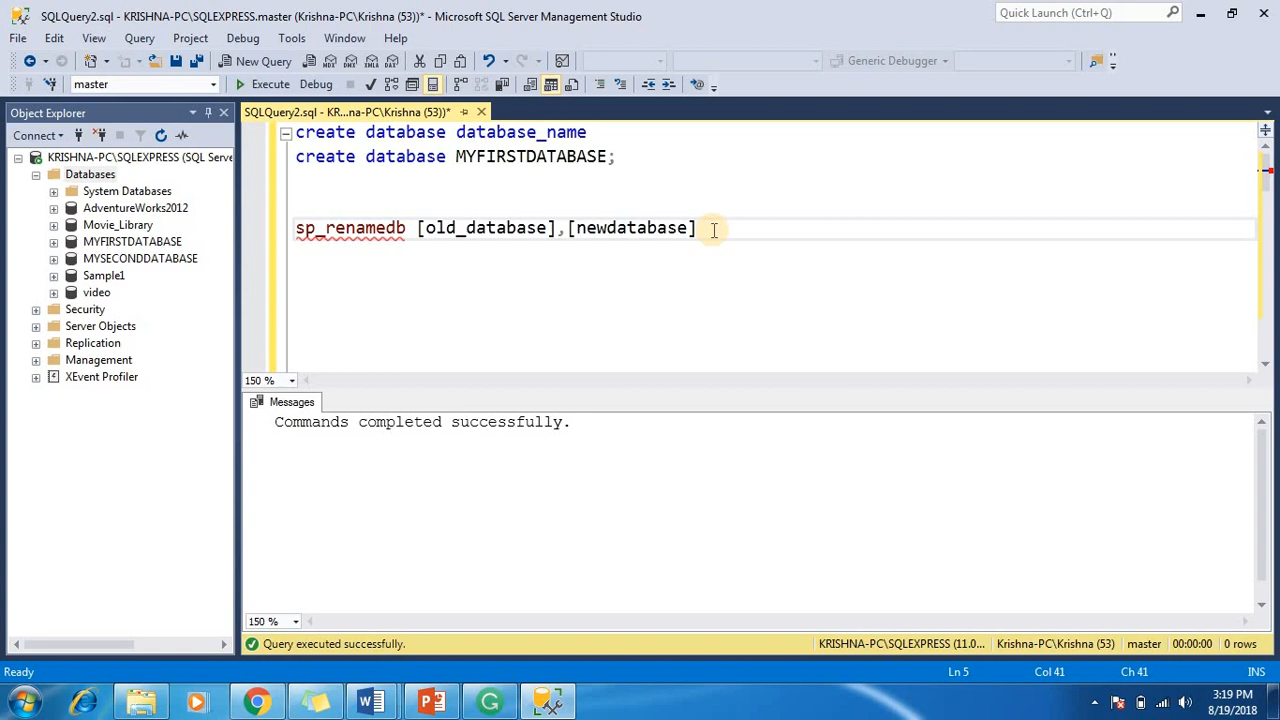 SQLQuery2.sql - KRISHNA-PC\SQLEXPRESS.master (Krishna-PC\Krishna (53))* - Microsoft SQL Server Management Studio
Quick Launch (Ctrl+Q)
File Edit View Query Project Debug Tools Window Help
New Query
Generic Debugger
master
Execute Debug
Object Explorer
SQLQuery2.sql - KR...na-PC\Krishna (53))*
Connect
KRISHNA-PC\SQLEXPRESS (SQL Serve
Databases
System Databases
AdventureWorks2012
Movie_Library
MYFIRSTDATABASE
MYSECONDDATABASE
Sample1
video
Security
Server Objects
Replication
Management
XEvent Profiler
create database database_name
create database MYFIRSTDATABASE;
sp_renamedb [old_database],[newdatabase]
150 %
Messages
Commands completed successfully.
150 %
Query executed successfully.
KRISHNA-PC\SQLEXPRESS (11.0... Krishna-PC\Krishna (53) master 00:00:00 0 rows
Ready
Ln 5 Col 41 Ch 41 INS
3:19 PM
8/19/2018